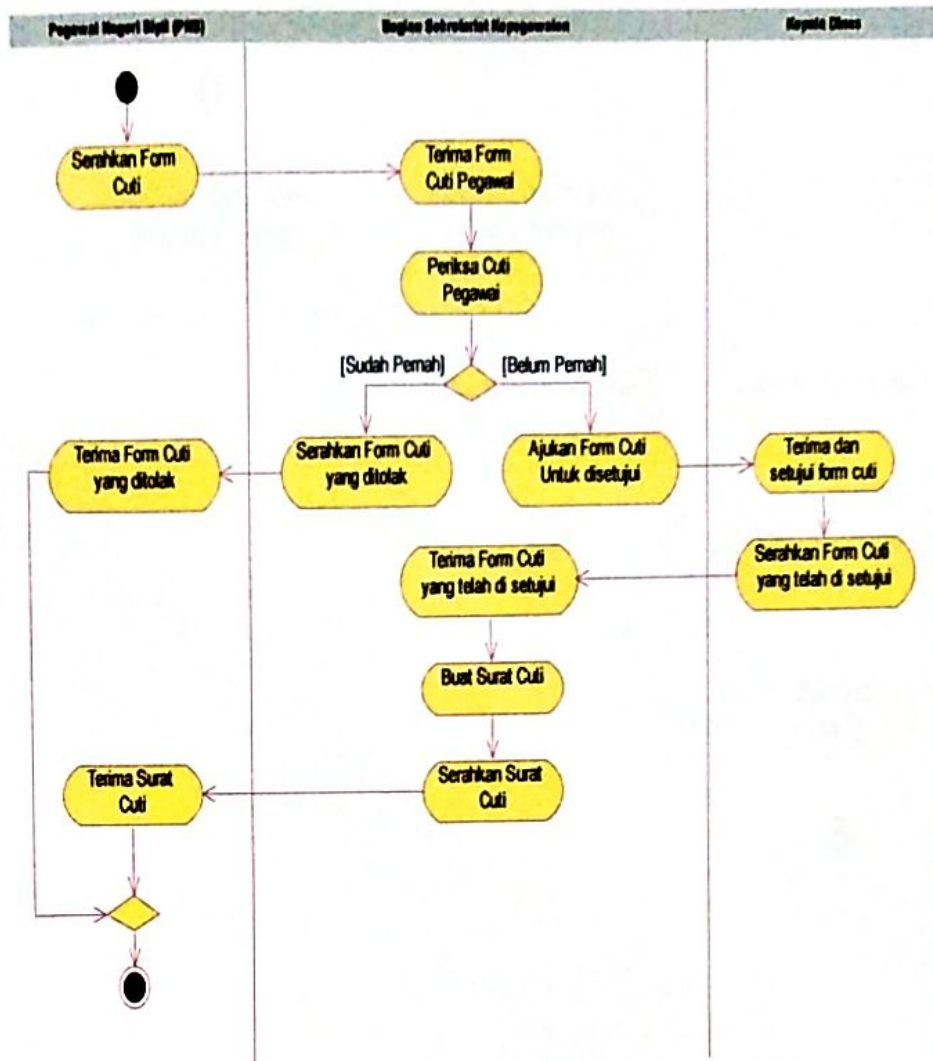 Pegawai Negeri Sipil (PNS)
Bagian Sekretariat Kepegawaian
Kepala Dinas
Serahkan Form
Cuti
Terima Form
Cuti Pegawai
Periksa Cuti
Pegawai
[Sudah Pernah]
[Belum Pernah]
Terima Form Cuti
yang ditolak
Serahkan Form Cuti
yang ditolak
Ajukan Form Cuti
Untuk disetujui
Terima dan
setujui form cuti
Terima Form Cuti
yang telah di setujui
Serahkan Form Cuti
yang telah di setujui
Buat Surat Cuti
Terima Surat
Cuti
Serahkan Surat
Cuti